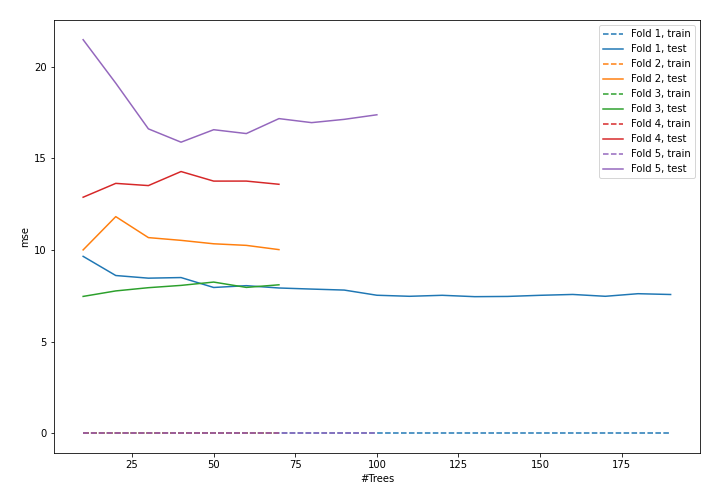 Fold 1, train
Fold 1, test
Fold 2, train
Fold 2, test
Fold 3, train
Fold 3, test
Fold 4, train
Fold 4, test
Fold 5, train
Fold 5, test
20
15
10
5
0
mse
25 50 75 100 125 150 175
#Trees